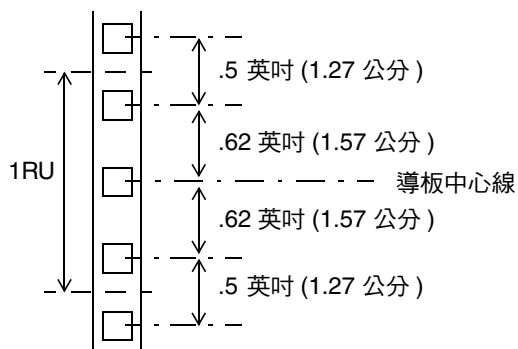 .5 英吋 (1.27 公分 )
.62 英吋 (1.57 公分 )
1RU
導板中心線
.62 英吋 (1.57 公分 )
.5 英吋 (1.27 公分 )